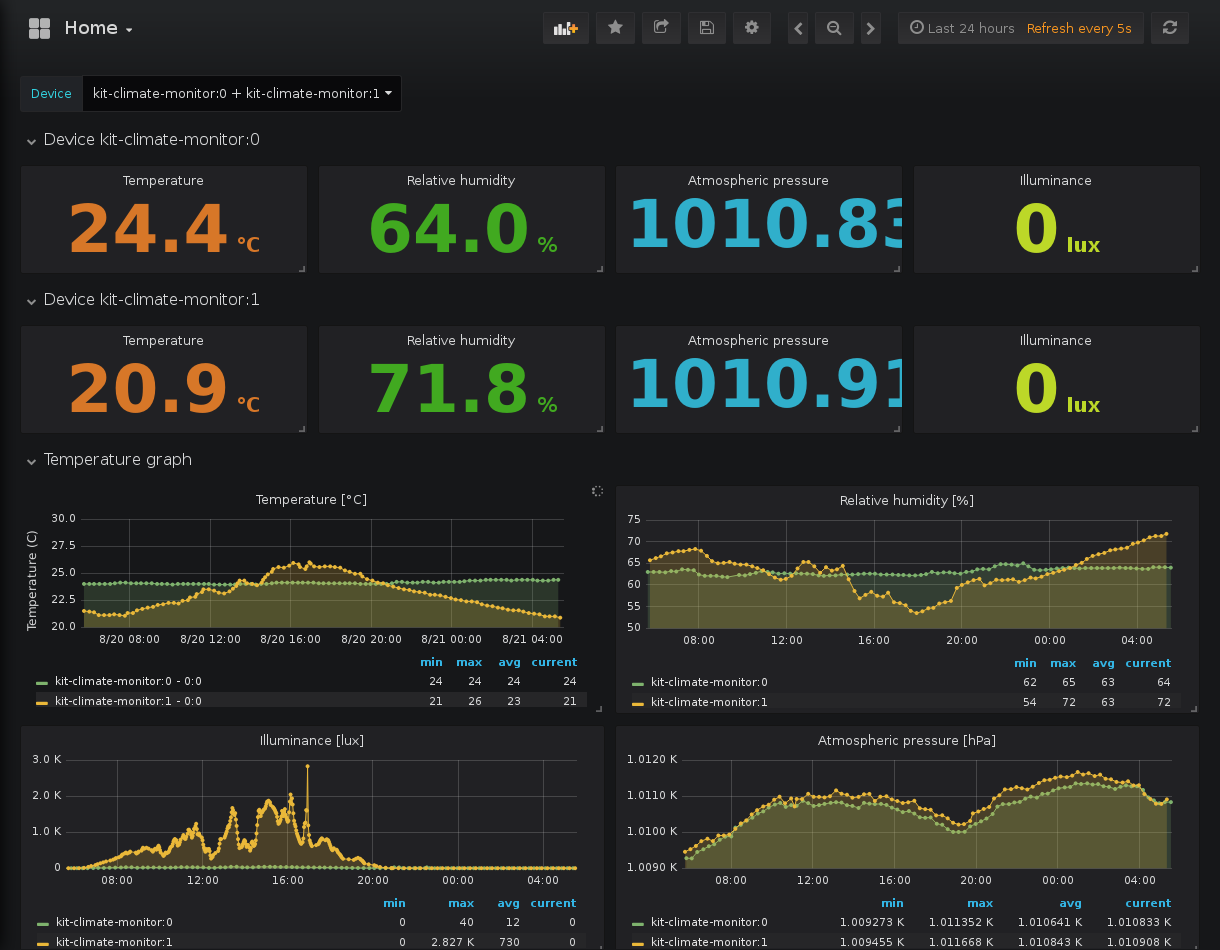 Home
Last 24 hours Refresh every 5s
Device kit-climate-monitor:0 + kit-climate-monitor:1
Device kit-climate-monitor:0
Temperature Relative humidity Atmospheric pressure Illuminance
24.4 °C 64.0 % 1010.83 0 lux
Device kit-climate-monitor:1
Temperature Relative humidity Atmospheric pressure Illuminance
20.9 °C 71.8 % 1010.91 0 lux
Temperature graph
Temperature [°C]
Temperature (C)
30.0
27.5
25.0
22.5
20.0
8/20 08:00 8/20 12:00 8/20 16:00 8/20 20:00 8/21 00:00 8/21 04:00
min max avg current
kit-climate-monitor:0 - 0:0 24 24 24 24
kit-climate-monitor:1 - 0:0 21 26 23 21
Relative humidity [%]
75
70
65
60
55
50
08:00 12:00 16:00 20:00 00:00 04:00
min max avg current
kit-climate-monitor:0 62 65 63 64
kit-climate-monitor:1 54 72 63 72
Illuminance [lux]
3.0 K
2.0 K
1.0 K
0
08:00 12:00 16:00 20:00 00:00 04:00
min max avg current
kit-climate-monitor:0 0 40 12 0
kit-climate-monitor:1 0 2.827 K 730 0
Atmospheric pressure [hPa]
1.0120 K
1.0110 K
1.0100 K
1.0090 K
08:00 12:00 16:00 20:00 00:00 04:00
min max avg current
kit-climate-monitor:0 1.009273 K 1.011352 K 1.010641 K 1.010833 K
kit-climate-monitor:1 1.009455 K 1.011668 K 1.010843 K 1.010908 K